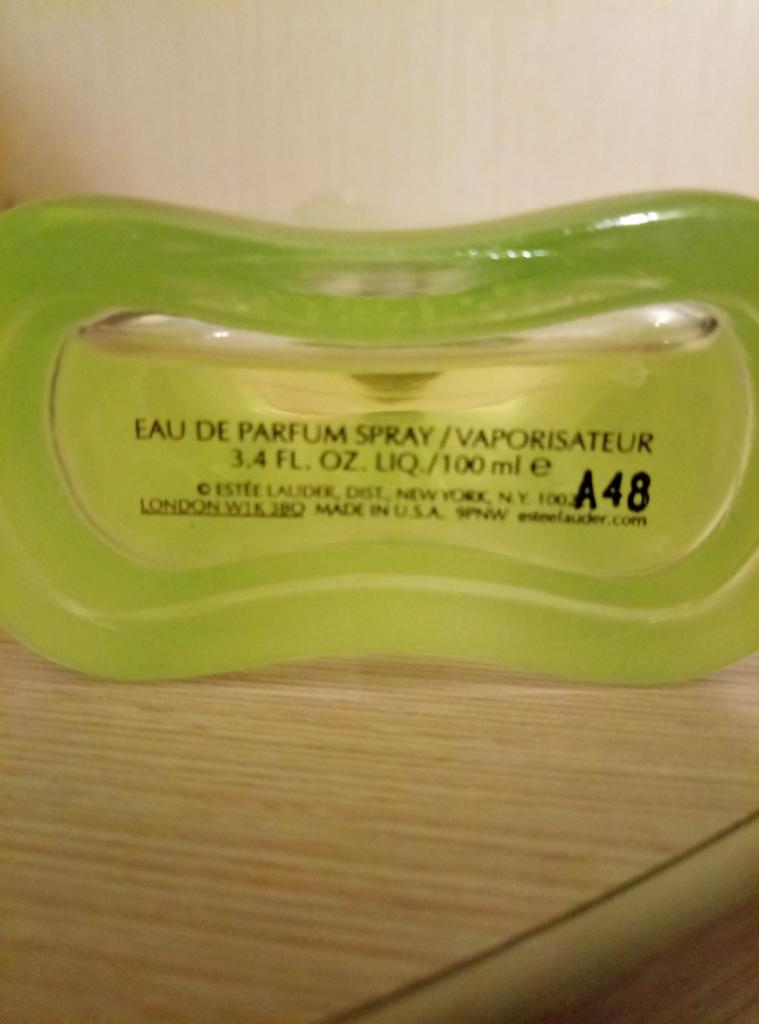 EAU DE PARFUM SPRAY / VAPORISATEUR
3.4 FL. OZ. LIQ./100 ml e
© ESTÉE LAUDER, DIST., NEW YORK, N.Y.
A48
LONDON W1K 3BQ MADE IN U.S.A. 9PNW esteelauder.com